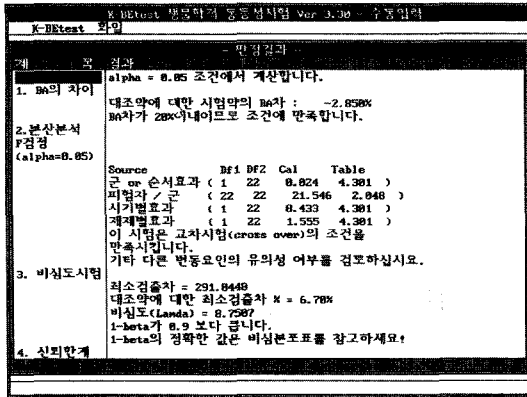 K-BEtest 생물학적 동등성시험 Ver 3.30 - 수동입력
K-BEtest 화일
- 판정결과 -
제 목 결과
alpha = 0.05 조건에서 계산합니다.
1. BA의 차이
대조약에 대한 시험약의 BA차 : -2.850%
BA차가 20%이내이므로 조건에 만족합니다.
2.분산분석
F검정
(alpha=0.05)
Source Df1 Df2 Cal Table
군 or 순서효과 ( 1 22 0.024 4.301 )
피험자 / 군 ( 22 22 21.546 2.048 )
시기별효과 ( 1 22 0.433 4.301 )
제제별효과 ( 1 22 1.555 4.301 )
이 시험은 교차시험(cross over)의 조건을
만족시킵니다.
기타 다른 변동요인의 유의성 여부를 검토하십시요.
3. 비심도시험
최소검출차 = 291.0448
대조약에 대한 최소검출차 % = 6.70%
비심도(Lamda) = 8.7507
1-beta가 0.9 보다 큽니다.
1-beta의 정확한 값은 비심분포표를 참고하세요!
4. 신뢰한계